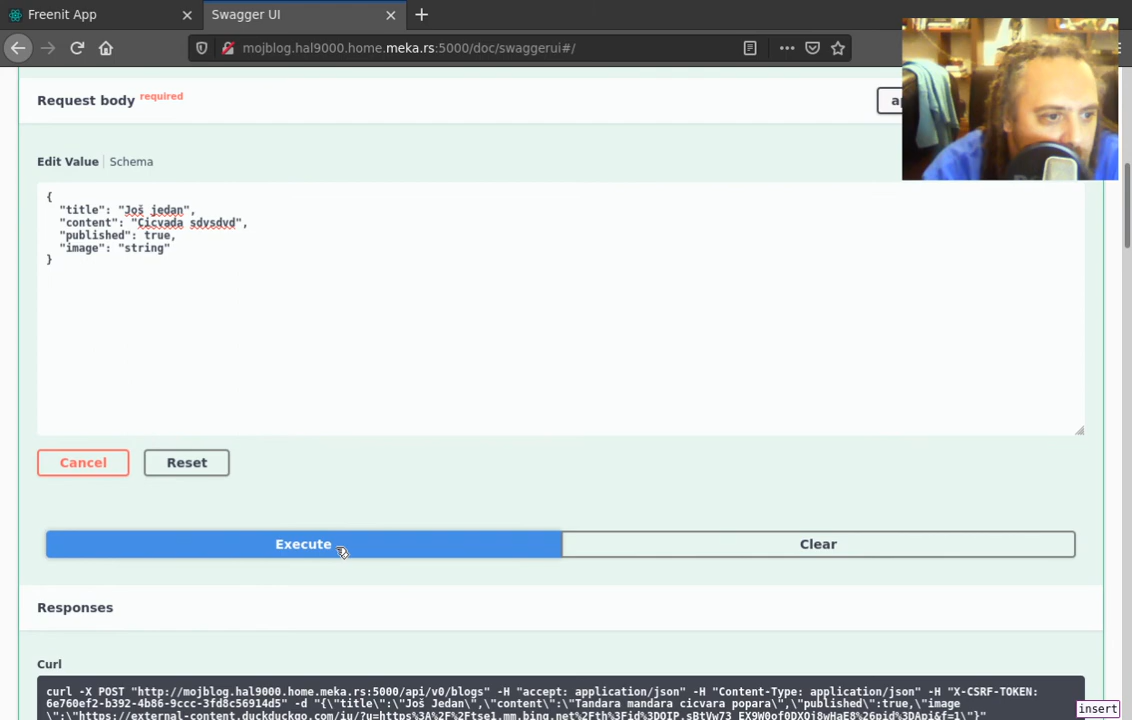 Freenit App
Swagger UI
mojblog.hal9000.home.meka.rs:5000/doc/swaggerui#/
Request body required
Edit Value Schema
{
"title": "Još jedan",
"content": "Cicvada sdvsdvd",
"published": true,
"image": "string"
}
Cancel Reset
Execute Clear
Responses
Curl
curl -X POST "http://mojblog.hal9000.home.meka.rs:5000/api/v0/blogs" -H "accept: application/json" -H "Content-Type: application/json" -H "X-CSRF-TOKEN:
6e760ef2-b392-4b86-9ccc-3fd8c56914d5" -d "{\"title\":\"Još Jedan\",\"content\":\"Tandara mandara cicvara popara\",\"published\":true,\"image
insert